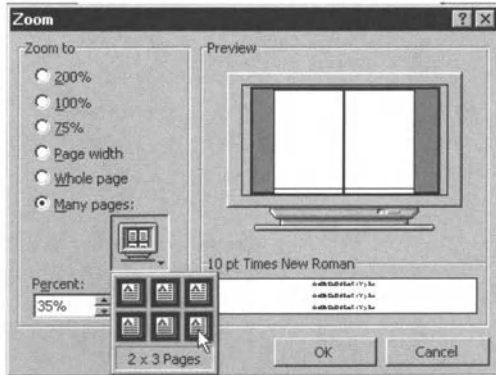 Zoom
Zoom to
200%
100%
75%
Page width
Whole page
Many pages:
Percent:
35%
2 x 3 Pages
Preview
10 pt Times New Roman
OK
Cancel